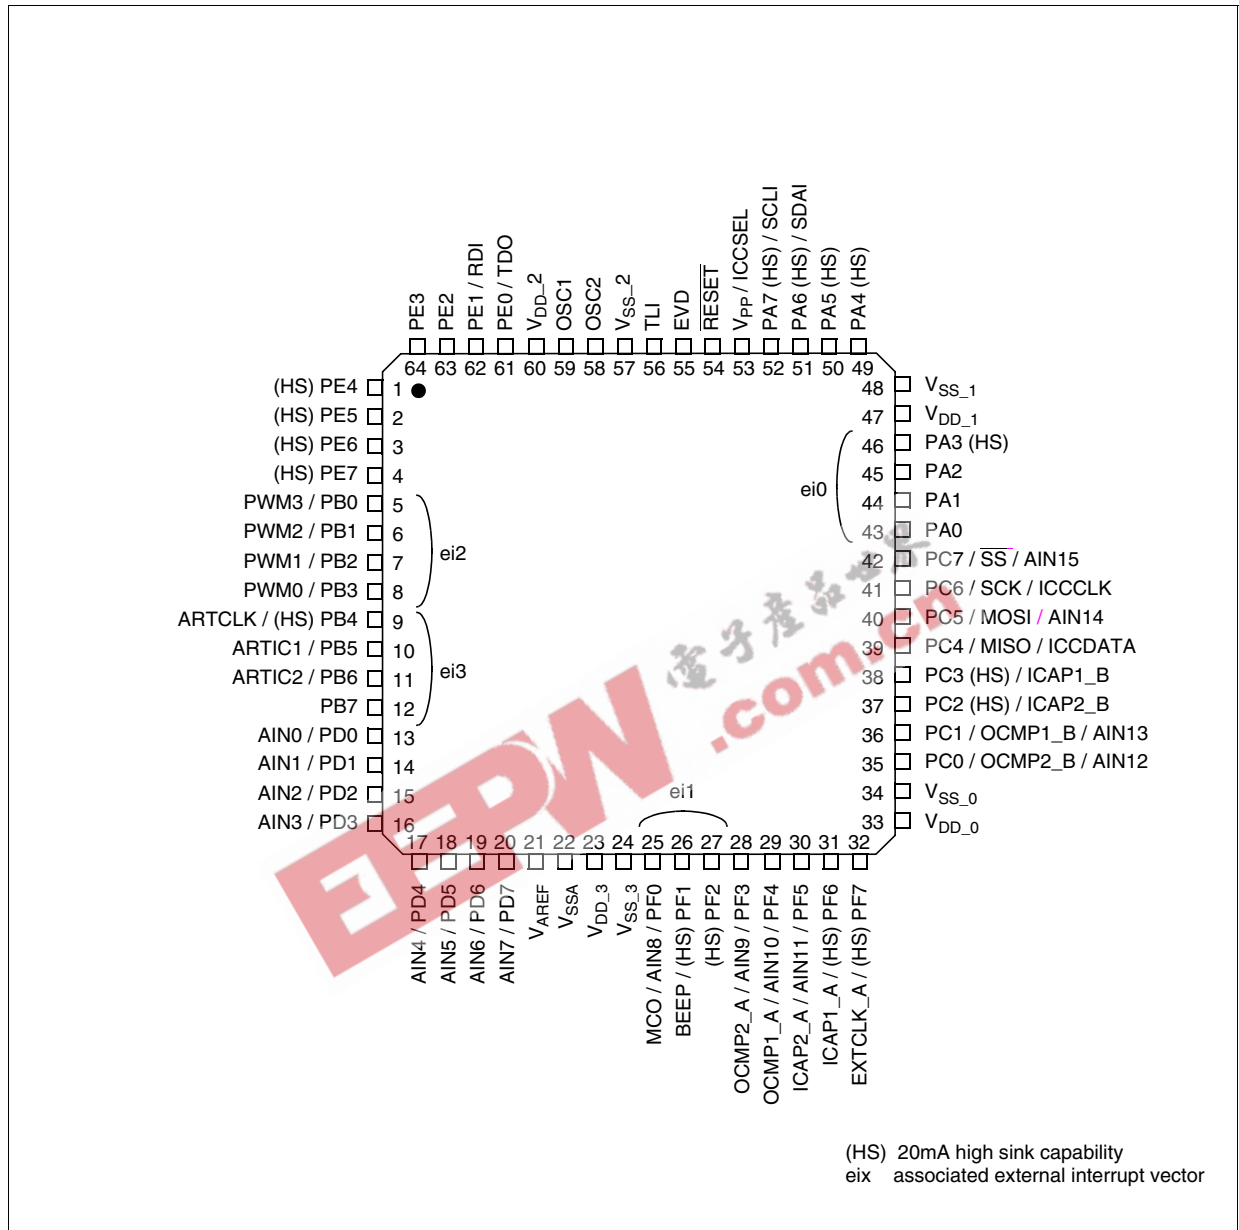 PE3
PE2
PE1 / RDI
PE0 / TDO
VDD_2
OSC1
OSC2
VSS_2
TLI
EVD
RESET
VPP / ICCSEL
PA7 (HS) / SCLI
PA6 (HS) / SDAI
PA5 (HS)
PA4 (HS)
64 63 62 61 60 59 58 57 56 55 54 53 52 51 50 49
(HS) PE4 1
(HS) PE5 2
(HS) PE6 3
(HS) PE7 4
PWM3 / PB0 5
PWM2 / PB1 6
PWM1 / PB2 7
PWM0 / PB3 8
ei2
ARTCLK / (HS) PB4 9
ARTIC1 / PB5 10
ARTIC2 / PB6 11
PB7 12
ei3
AIN0 / PD0 13
AIN1 / PD1 14
AIN2 / PD2 15
AIN3 / PD3 16
48 VSS_1
47 VDD_1
46 PA3 (HS)
45 PA2
44 PA1
43 PA0
ei0
42 PC7 / SS / AIN15
41 PC6 / SCK / ICCCLK
40 PC5 / MOSI / AIN14
39 PC4 / MISO / ICCDATA
38 PC3 (HS) / ICAP1_B
37 PC2 (HS) / ICAP2_B
36 PC1 / OCMP1_B / AIN13
35 PC0 / OCMP2_B / AIN12
34 VSS_0
33 VDD_0
ei1
17 18 19 20 21 22 23 24 25 26 27 28 29 30 31 32
AIN4 / PD4
AIN5 / PD5
AIN6 / PD6
AIN7 / PD7
VAREF
VSSA
VDD_3
VSS_3
MCO / AIN8 / PF0
BEEP / (HS) PF1
(HS) PF2
OCMP2_A / AIN9 / PF3
OCMP1_A / AIN10 / PF4
ICAP2_A / AIN11 / PF5
ICAP1_A / (HS) PF6
EXTCLK_A / (HS) PF7
EEPW.com.cn
電子產品世界
(HS) 20mA high sink capability
eix associated external interrupt vector